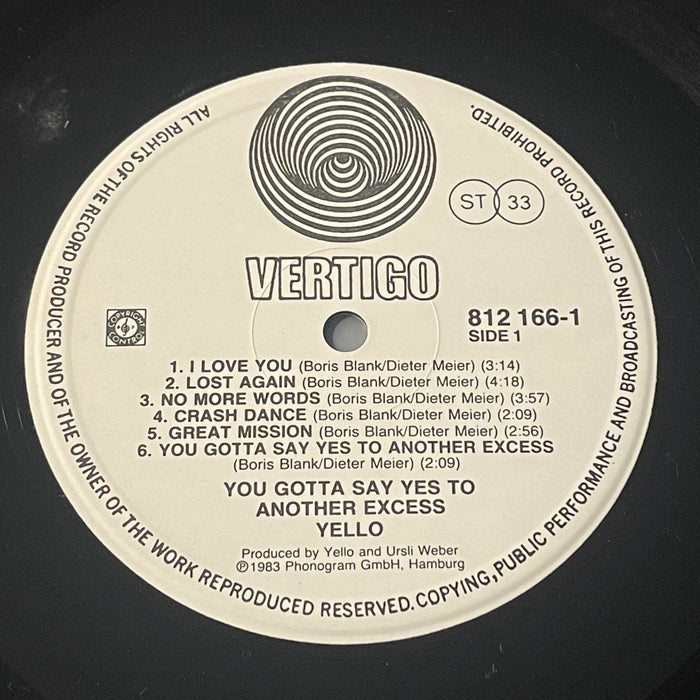 ALL RIGHTS OF THE RECORD PRODUCER AND OF THE OWNER OF THE WORK REPRODUCED RESERVED. COPYING, PUBLIC PERFORMANCE AND BROADCASTING OF THIS RECORD PROHIBITED.
ST 33
VERTIGO
COPYRIGHT CONTROL
812 166-1
SIDE 1
1. I LOVE YOU (Boris Blank/Dieter Meier) (3:14)
2. LOST AGAIN (Boris Blank/Dieter Meier) (4:18)
3. NO MORE WORDS (Boris Blank/Dieter Meier) (3:57)
4. CRASH DANCE (Boris Blank/Dieter Meier) (2:09)
5. GREAT MISSION (Boris Blank/Dieter Meier) (2:56)
6. YOU GOTTA SAY YES TO ANOTHER EXCESS
(Boris Blank/Dieter Meier) (2:09)
YOU GOTTA SAY YES TO
ANOTHER EXCESS
YELLO
Produced by Yello and Ursli Weber
℗1983 Phonogram GmbH, Hamburg